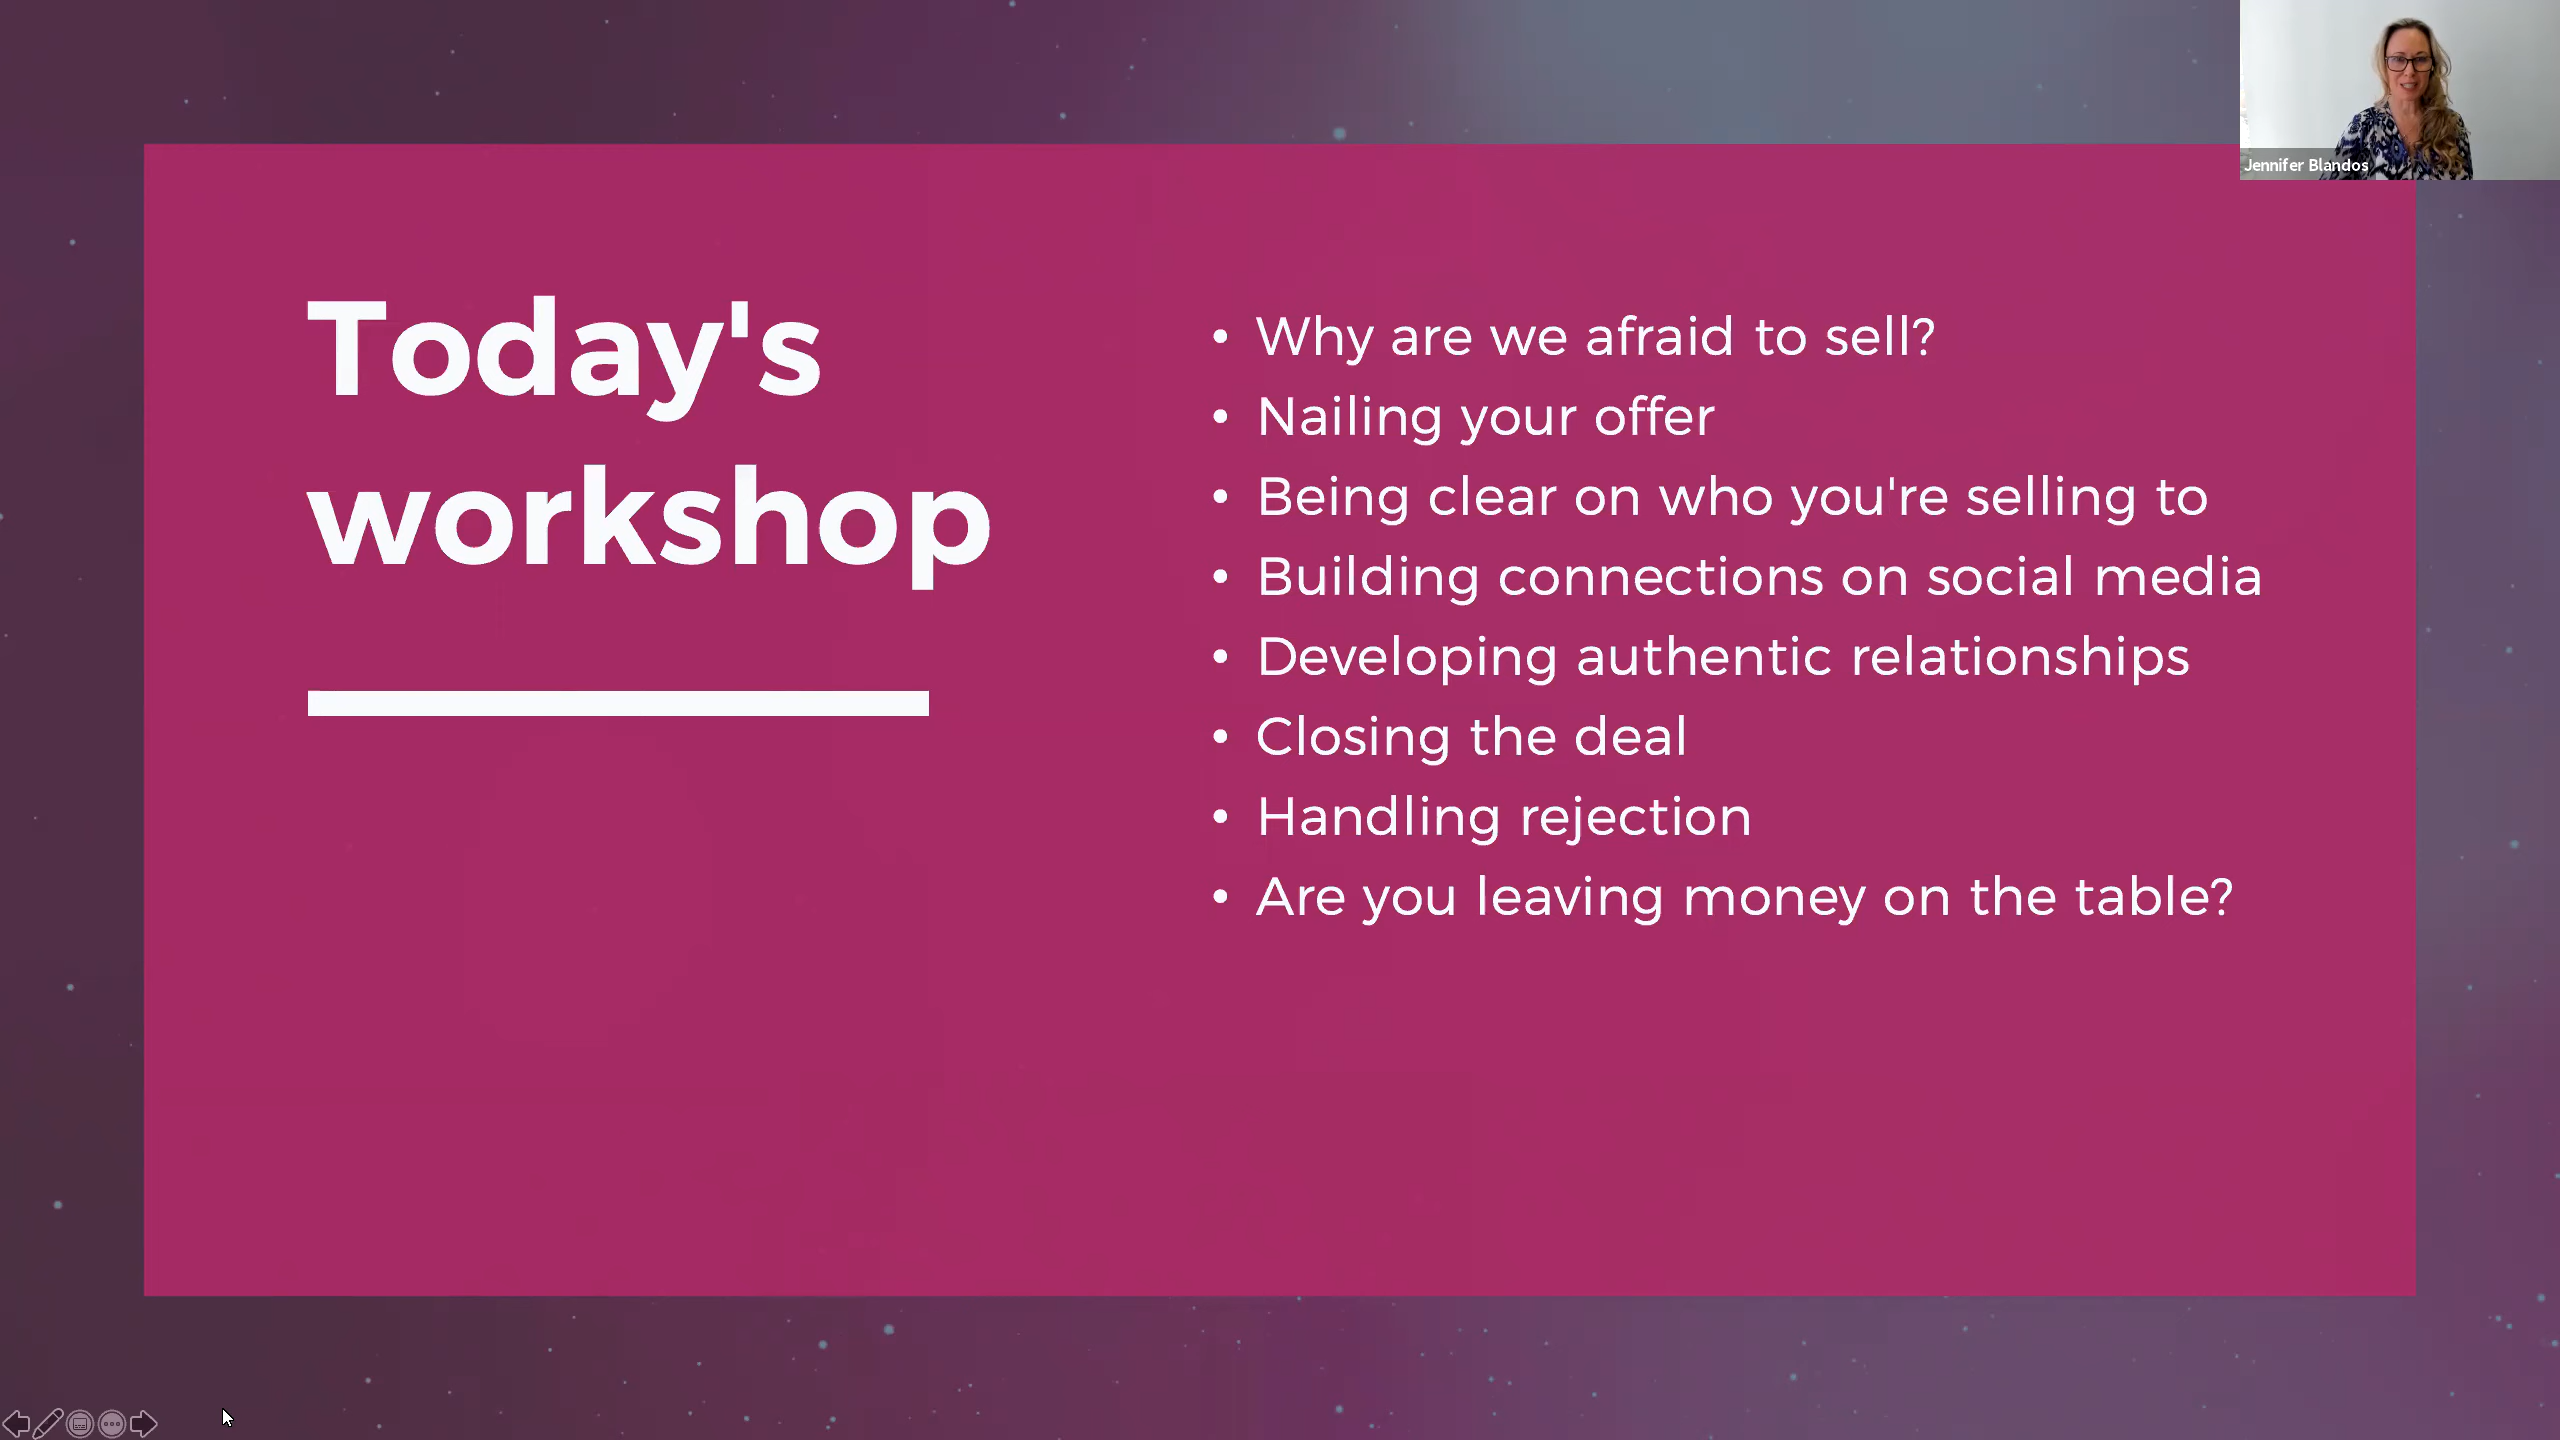 Today's
workshop
• Why are we afraid to sell?
• Nailing your offer
• Being clear on who you're selling to
• Building connections on social media
• Developing authentic relationships
• Closing the deal
• Handling rejection
• Are you leaving money on the table?
Jennifer Blandos